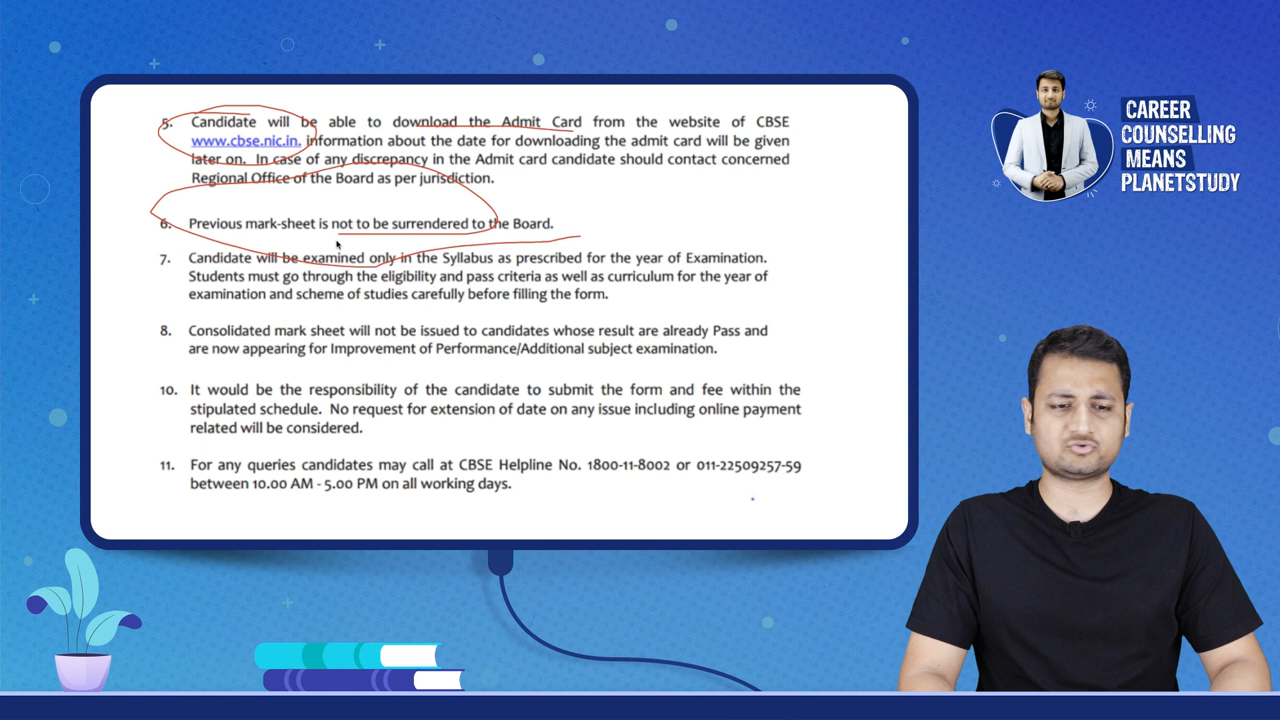 5. Candidate will be able to download the Admit Card from the website of CBSE
www.cbse.nic.in. information about the date for downloading the admit card will be given
later on. In case of any discrepancy in the Admit card candidate should contact concerned
Regional Office of the Board as per jurisdiction.
6. Previous mark-sheet is not to be surrendered to the Board.
7. Candidate will be examined only in the Syllabus as prescribed for the year of Examination.
Students must go through the eligibility and pass criteria as well as curriculum for the year of
examination and scheme of studies carefully before filling the form.
8. Consolidated mark sheet will not be issued to candidates whose result are already Pass and
are now appearing for Improvement of Performance/Additional subject examination.
10. It would be the responsibility of the candidate to submit the form and fee within the
stipulated schedule. No request for extension of date on any issue including online payment
related will be considered.
11. For any queries candidates may call at CBSE Helpline No. 1800-11-8002 or 011-22509257-59
between 10.00 AM - 5.00 PM on all working days.
CAREER
COUNSELLING
MEANS
PLANETSTUDY